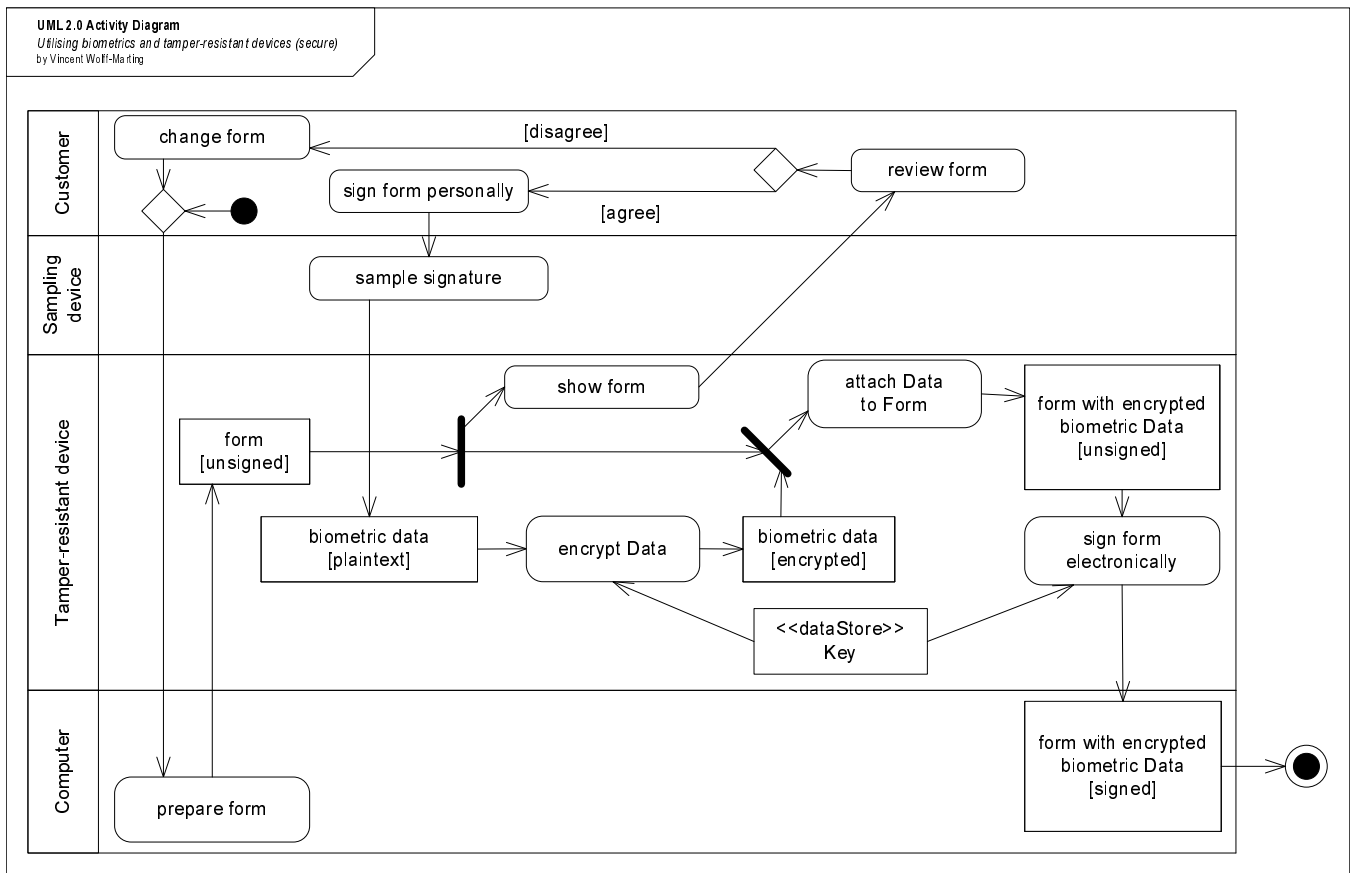 UML 2.0 Activity Diagram
Utilising biometrics and tamper-resistant devices (secure)
by Vincent Wolff-Marting
Customer
change form
[disagree]
review form
sign form personally
[agree]
Sampling
device
sample signature
Tamper-resistant device
show form
attach Data
to Form
form with encrypted
biometric Data
[unsigned]
form
[unsigned]
biometric data
[plaintext]
encrypt Data
biometric data
[encrypted]
sign form
electronically
<<dataStore>>
Key
Computer
prepare form
form with encrypted
biometric Data
[signed]